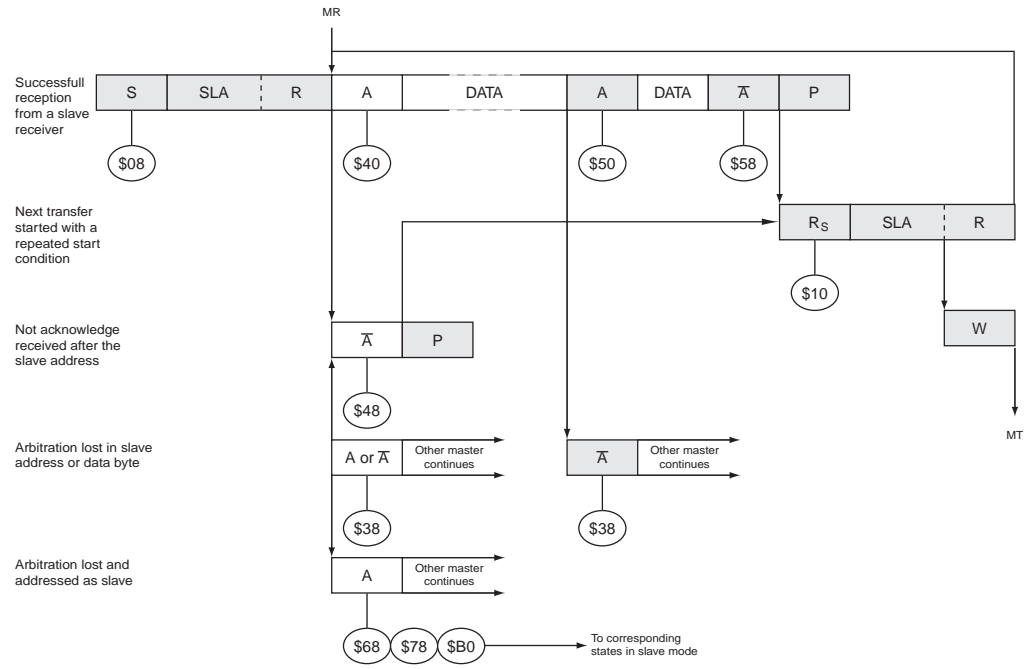 MR
Successfull
reception
from a slave
receiver
S SLA R A DATA A DATA A̅ P
$08 $40 $50 $58
Next transfer
started with a
repeated start
condition
RS SLA R
$10
Not acknowledge
received after the
slave address
A̅ P
W
$48
MT
Arbitration lost in slave
address or data byte
A or A̅
Other master
continues
A̅
Other master
continues
$38 $38
Arbitration lost and
addressed as slave
A
Other master
continues
$68 $78 $B0
To corresponding
states in slave mode